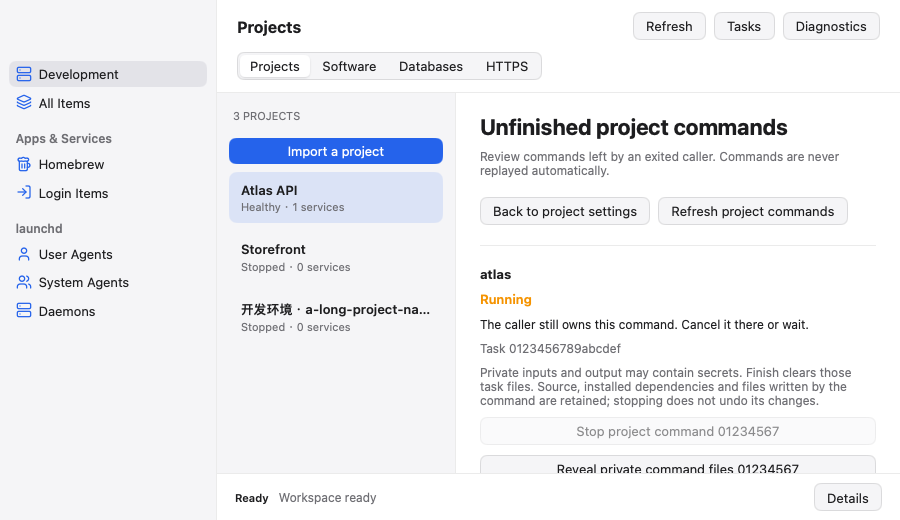 Projects
Refresh
Tasks
Diagnostics
Projects
Software
Databases
HTTPS
Development
All Items
Apps & Services
Homebrew
Login Items
launchd
User Agents
System Agents
Daemons
3 PROJECTS
Import a project
Atlas API
Healthy · 1 services
Storefront
Stopped · 0 services
开发环境 · a-long-project-na...
Stopped · 0 services
Unfinished project commands
Review commands left by an exited caller. Commands are never
replayed automatically.
Back to project settings
Refresh project commands
atlas
Running
The caller still owns this command. Cancel it there or wait.
Task 0123456789abcdef
Private inputs and output may contain secrets. Finish clears those
task files. Source, installed dependencies and files written by the
command are retained; stopping does not undo its changes.
Stop project command 01234567
Reveal private command files 01234567
Ready
Workspace ready
Details